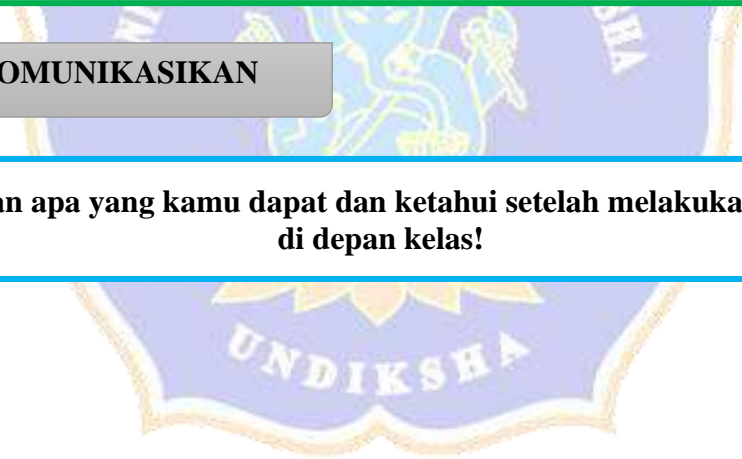 OMUNIKASIKAN
an apa yang kamu dapat dan ketahui setelah melakuka
di depan kelas!
UNDIKSHA